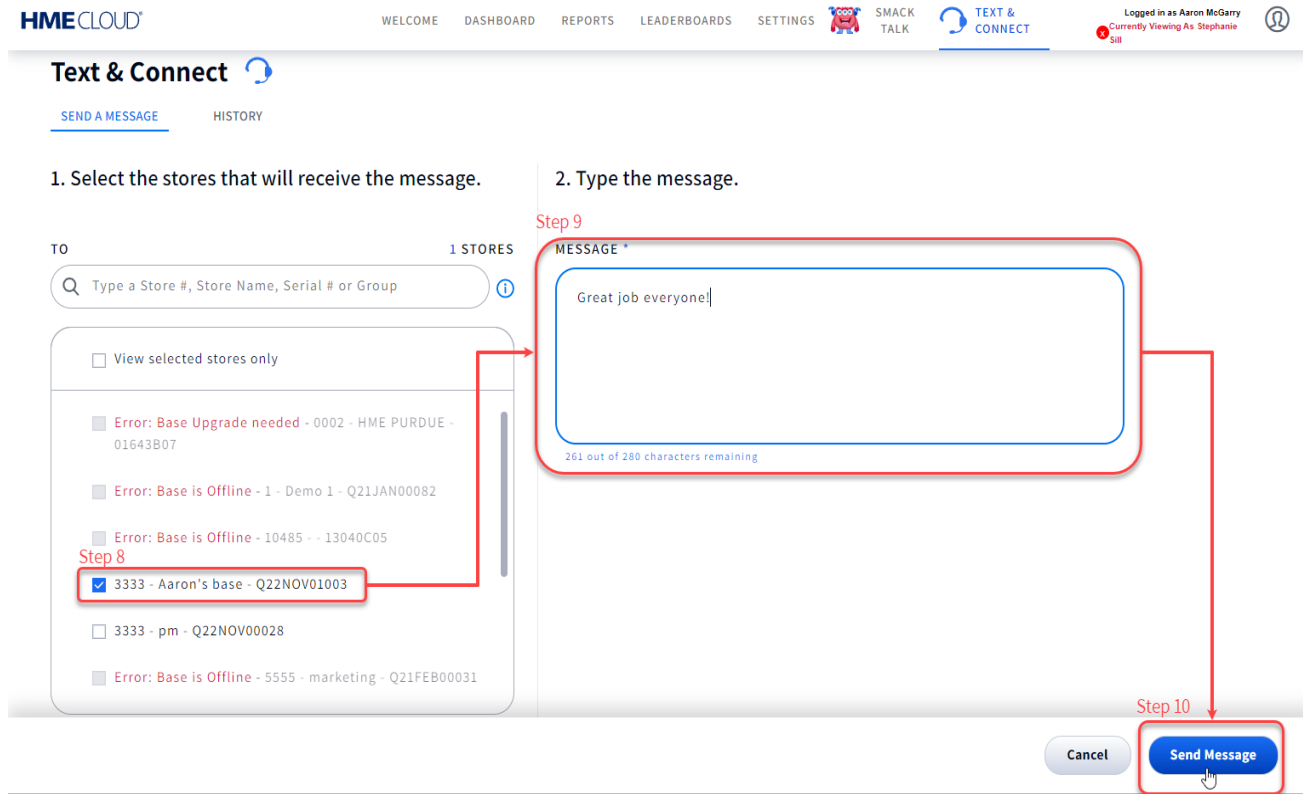 HME CLOUD®
WELCOME DASHBOARD REPORTS LEADERBOARDS SETTINGS SMACK TALK TEXT & CONNECT
Logged in as Aaron McGarry
x Currently Viewing As Stephanie
Sill
Text & Connect
SEND A MESSAGE HISTORY
1. Select the stores that will receive the message.
TO 1 STORES
Type a Store #, Store Name, Serial # or Group
View selected stores only
Error: Base Upgrade needed - 0002 - HME PURDUE -
01643B07
Error: Base is Offline - 1 - Demo 1 - Q21JAN00082
Error: Base is Offline - 10485 - - 13040C05
Step 8
3333 - Aaron's base - Q22NOV01003
3333 - pm - Q22NOV00028
Error: Base is Offline - 5555 - marketing - Q21FEB00031
2. Type the message.
Step 9
MESSAGE *
Great job everyone!
261 out of 280 characters remaining
Step 10
Cancel Send Message